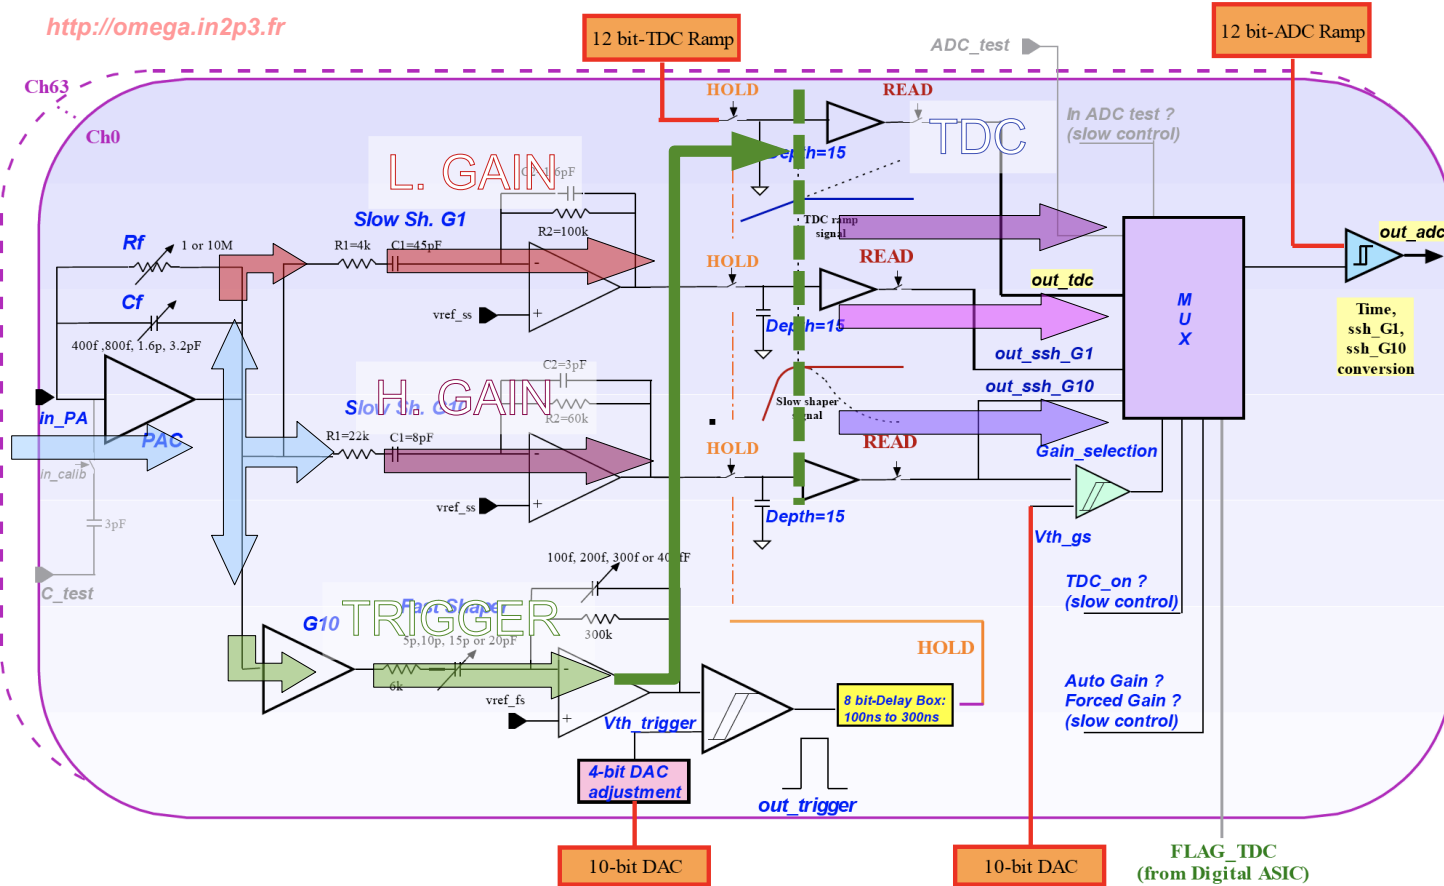 http://omega.in2p3.fr
12 bit-TDC Ramp
12 bit-ADC Ramp
ADC_test
Ch63
Ch0
HOLD
READ
In ADC test ?
(slow control)
TDC
Depth=15
L. GAIN
Slow Sh. G1
R2=100k
TDC ramp
signal
Rf
1 or 10M
R1=4k
C1=45pF
-
+
vref_ss
HOLD
READ
out_tdc
out_adc
Cf
400f ,800f, 1.6p, 3.2pF
Depth=15
M
U
X
Time,
ssh_G1,
ssh_G10
conversion
out_ssh_G1
out_ssh_G10
C2=3pF
H. GAIN
Slow Sh. G10
R2=60k
Slow shaper
signal
in_PA
PAC
R1=22k
C1=8pF
-
+
vref_ss
HOLD
READ
Gain_selection
in_calib
3pF
C_test
Depth=15
Vth_gs
100f, 200f, 300f or 400fF
TDC_on ?
(slow control)
G10
TRIGGER
Fast Shaper
5p,10p, 15p or 20pF
300k
6k
-
+
vref_fs
HOLD
Auto Gain ?
Forced Gain ?
(slow control)
8 bit-Delay Box:
100ns to 300ns
Vth_trigger
4-bit DAC
adjustment
out_trigger
10-bit DAC
10-bit DAC
FLAG_TDC
(from Digital ASIC)